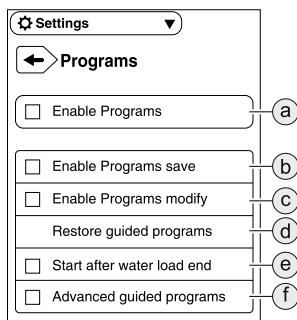 Settings
Programs
Enable Programs a
Enable Programs save b
Enable Programs modify c
Restore guided programs d
Start after water load end e
Advanced guided programs f